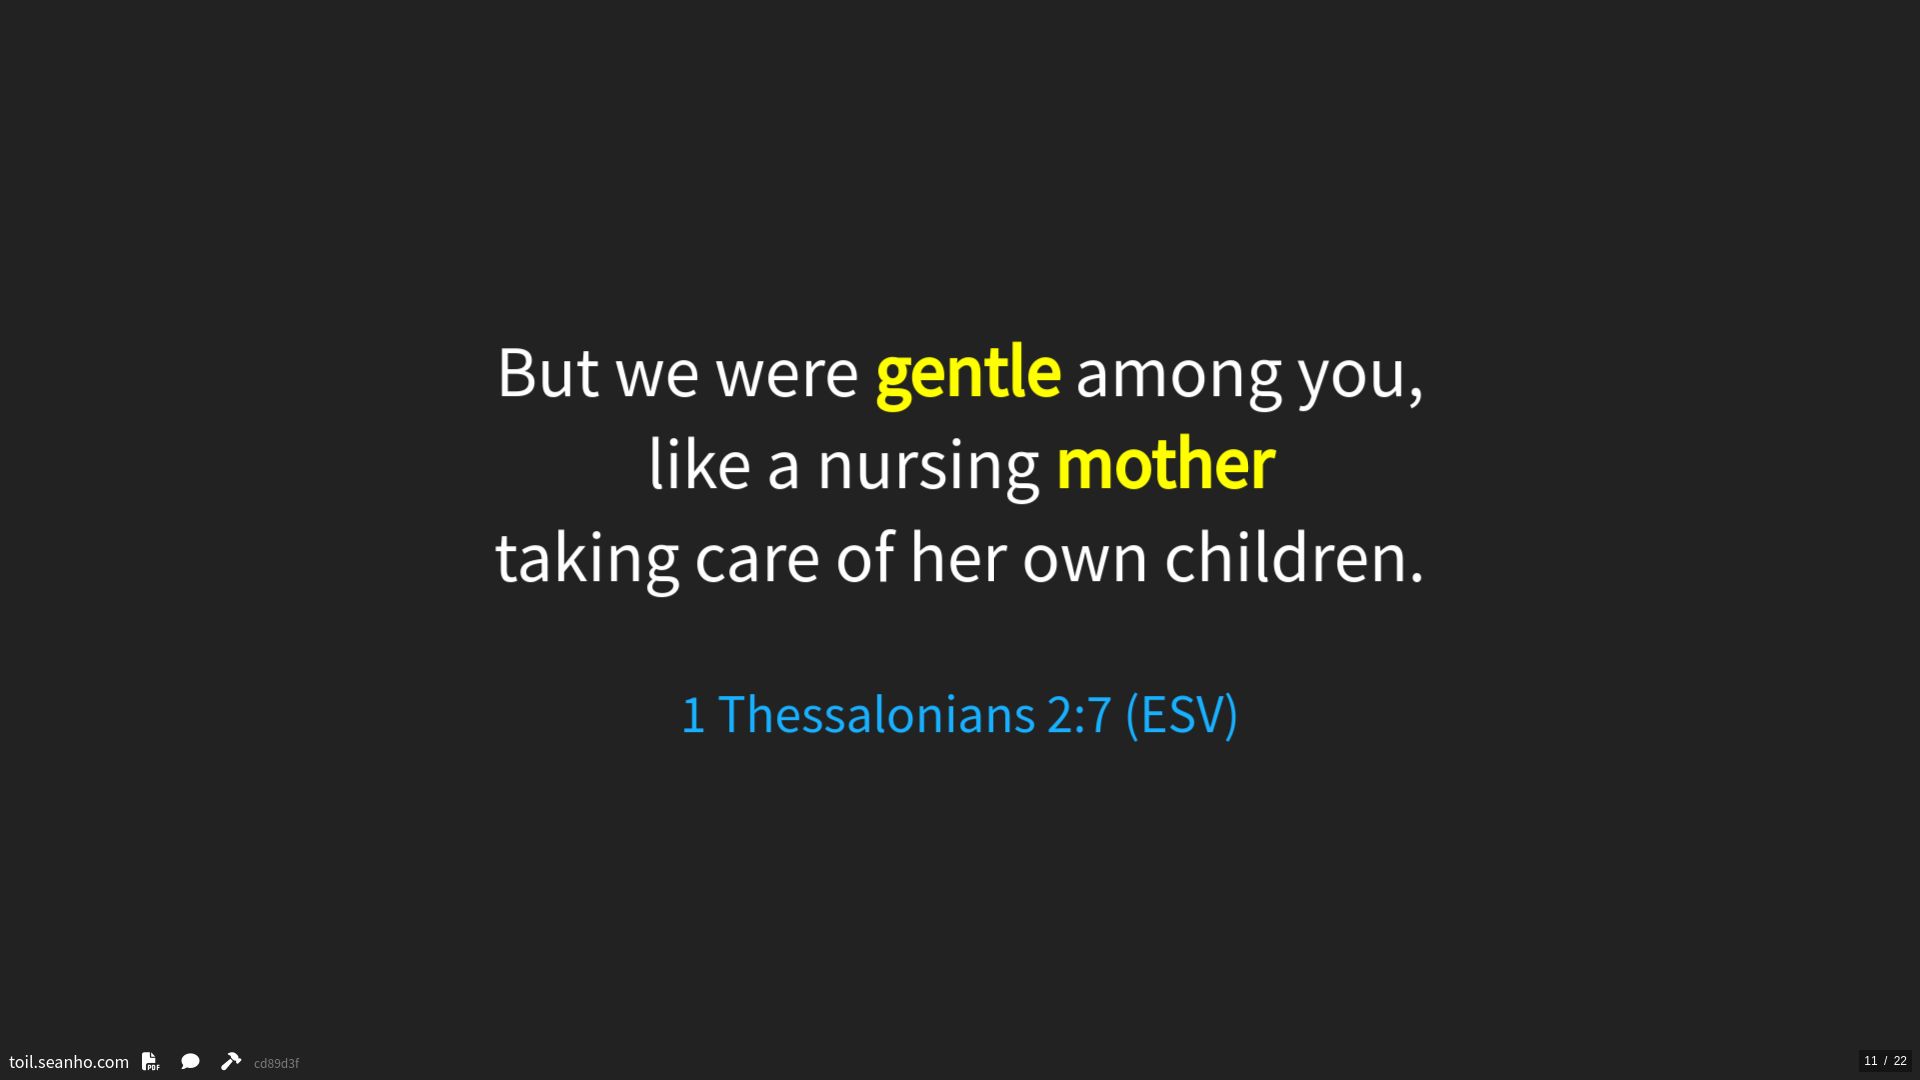 But we were gentle among you,
like a nursing mother
taking care of her own children.
1 Thessalonians 2:7 (ESV)
toil.seanho.com PDF cd89d3f
11 / 22